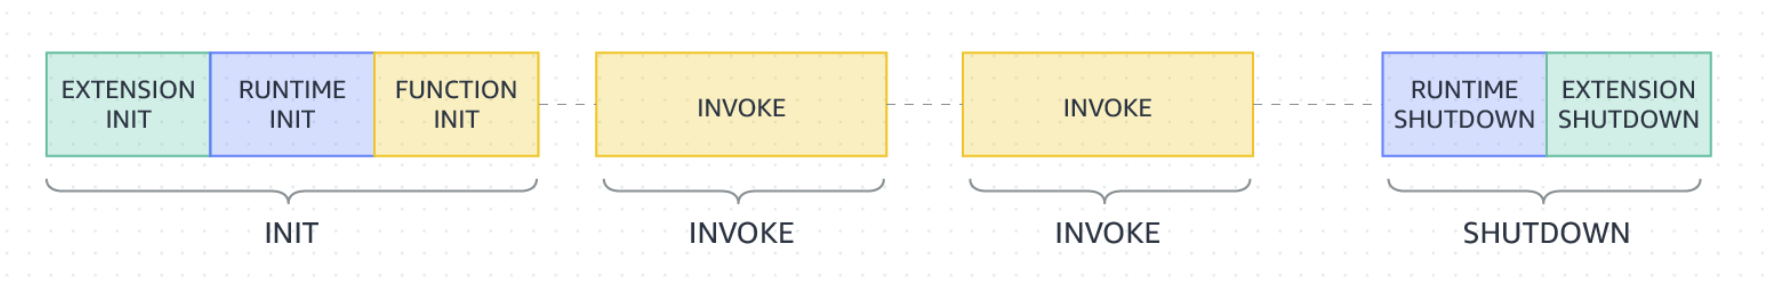 EXTENSION
INIT
RUNTIME
INIT
FUNCTION
INIT
INVOKE
INVOKE
RUNTIME
SHUTDOWN
EXTENSION
SHUTDOWN
INIT
INVOKE
INVOKE
SHUTDOWN